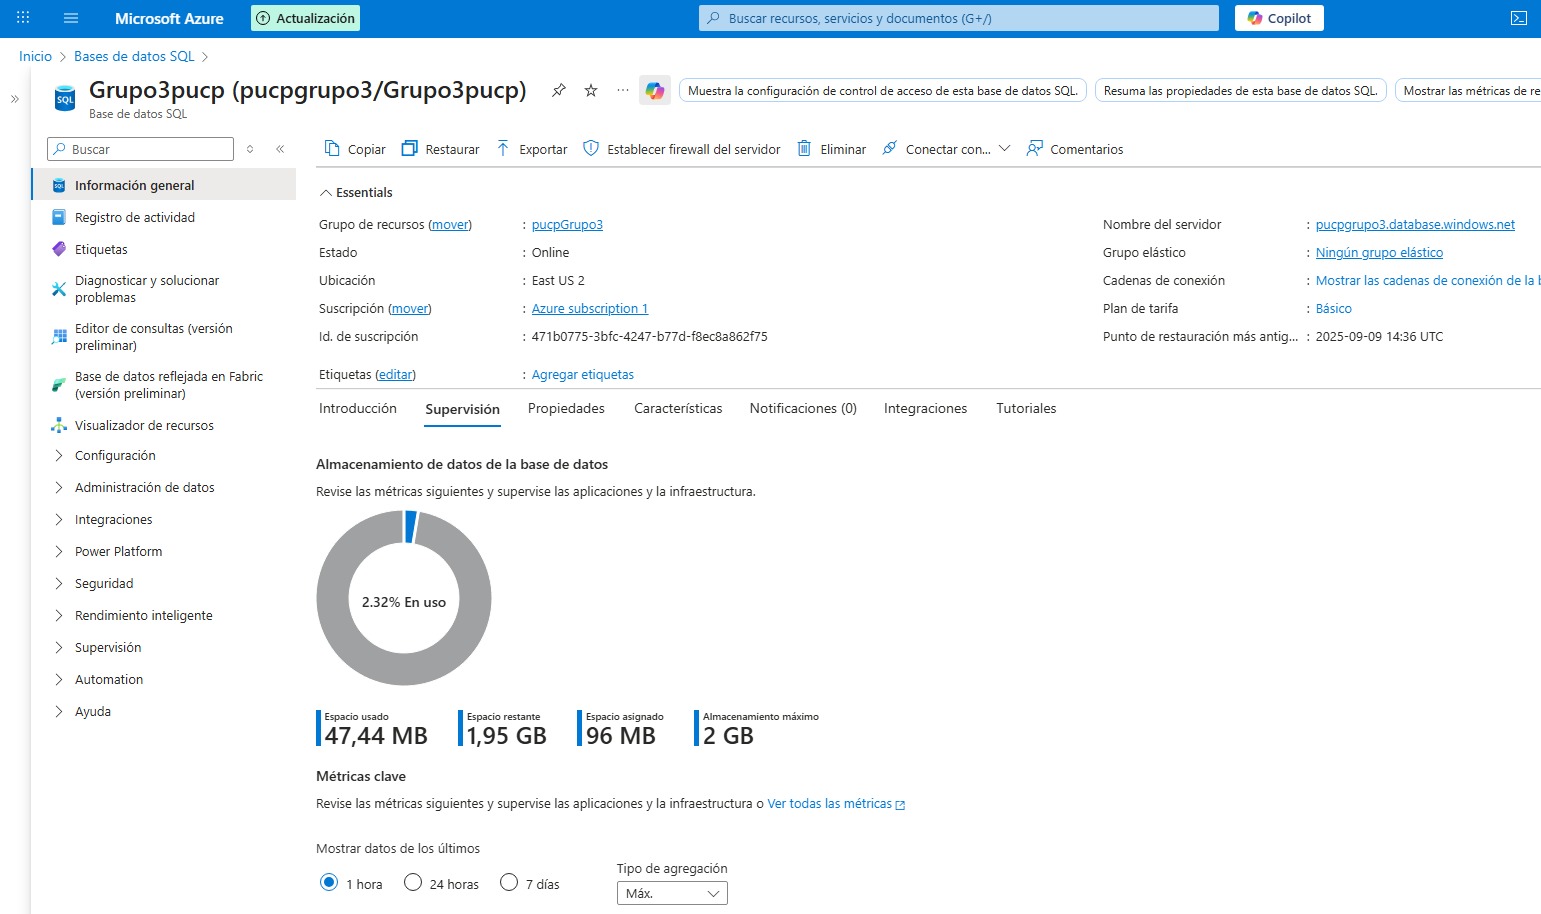 Microsoft Azure
Actualización
Buscar recursos, servicios y documentos (G+/)
Copilot
Inicio
Bases de datos SQL
Grupo3pucp (pucpgrupo3/Grupo3pucp)
Base de datos SQL
Muestra la configuración de control de acceso de esta base de datos SQL.
Resuma las propiedades de esta base de datos SQL.
Mostrar las métricas de re
Buscar
Copiar
Restaurar
Exportar
Establecer firewall del servidor
Eliminar
Conectar con...
Comentarios
Información general
Registro de actividad
Etiquetas
Diagnosticar y solucionar
problemas
Editor de consultas (versión
preliminar)
Base de datos reflejada en Fabric
(versión preliminar)
Visualizador de recursos
Configuración
Administración de datos
Integraciones
Power Platform
Seguridad
Rendimiento inteligente
Supervisión
Automation
Ayuda
Essentials
Grupo de recursos (mover) : pucpGrupo3
Estado : Online
Ubicación : East US 2
Suscripción (mover) : Azure subscription 1
Id. de suscripción : 471b0775-3bfc-4247-b77d-f8ec8a862f75
Etiquetas (editar) : Agregar etiquetas
Nombre del servidor : pucpgrupo3.database.windows.net
Grupo elástico : Ningún grupo elástico
Cadenas de conexión : Mostrar las cadenas de conexión de la b
Plan de tarifa : Básico
Punto de restauración más antig... : 2025-09-09 14:36 UTC
Introducción
Supervisión
Propiedades
Características
Notificaciones (0)
Integraciones
Tutoriales
Almacenamiento de datos de la base de datos
Revise las métricas siguientes y supervise las aplicaciones y la infraestructura.
2.32% En uso
Espacio usado
47,44 MB
Espacio restante
1,95 GB
Espacio asignado
96 MB
Almacenamiento máximo
2 GB
Métricas clave
Revise las métricas siguientes y supervise las aplicaciones y la infraestructura o Ver todas las métricas
Mostrar datos de los últimos
1 hora
24 horas
7 días
Tipo de agregación
Máx.